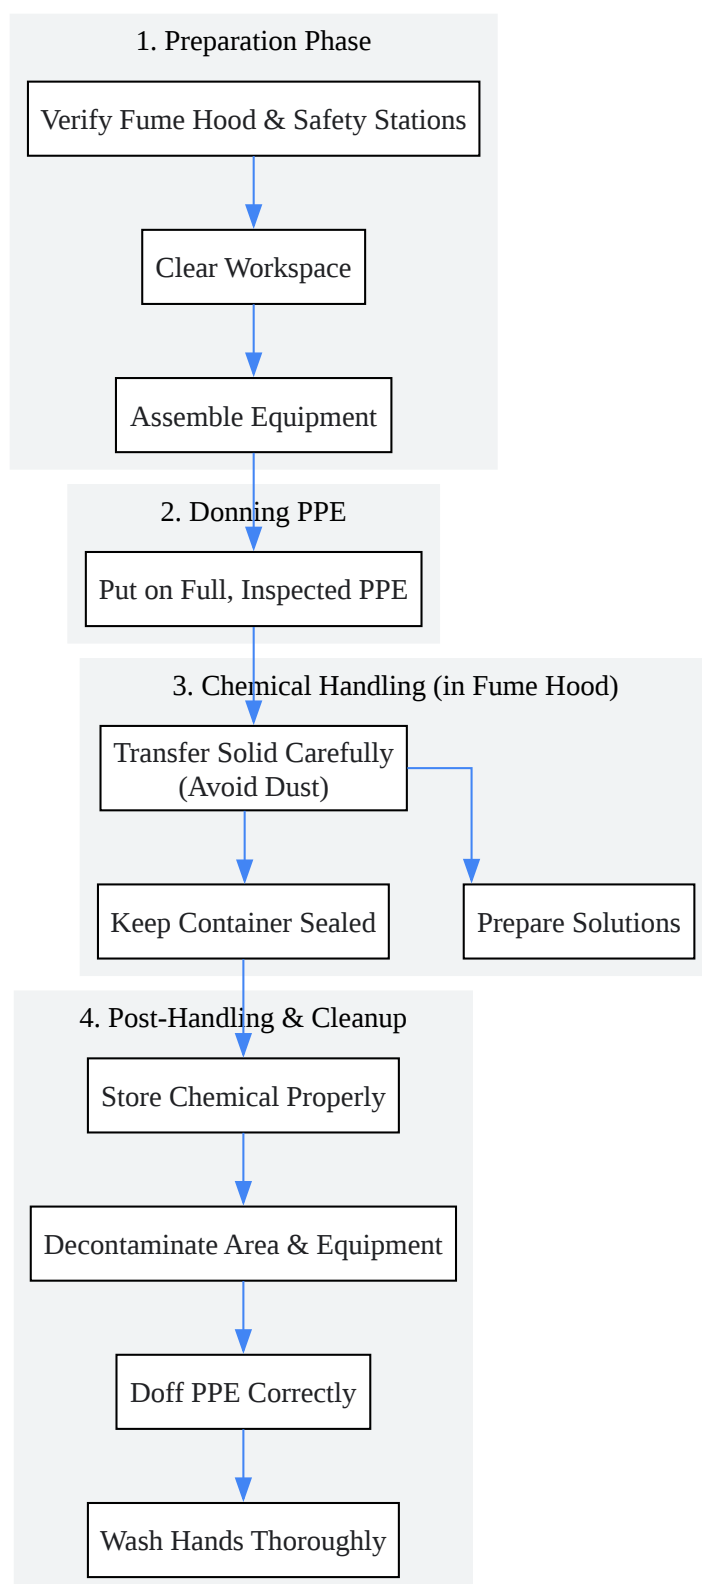 1. Preparation Phase
Verify Fume Hood & Safety Stations
Clear Workspace
Assemble Equipment
2. Donning PPE
Put on Full, Inspected PPE
3. Chemical Handling (in Fume Hood)
Transfer Solid Carefully
(Avoid Dust)
Keep Container Sealed
Prepare Solutions
4. Post-Handling & Cleanup
Store Chemical Properly
Decontaminate Area & Equipment
Doff PPE Correctly
Wash Hands Thoroughly